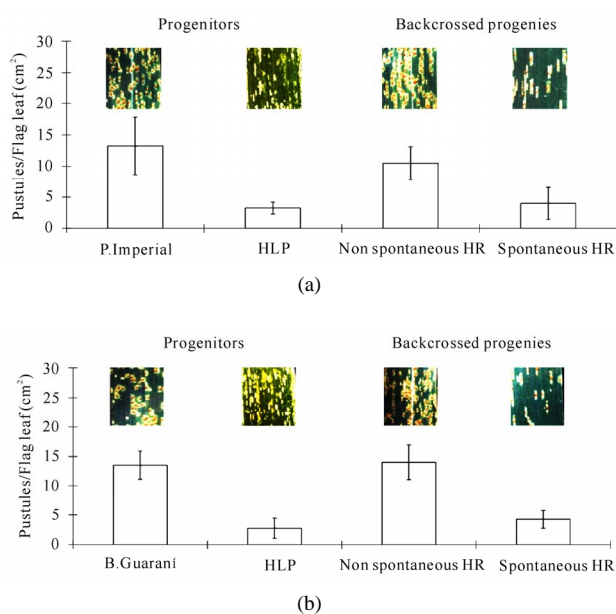 Progenitors Backcrossed progenies
30
25
20
15
10
5
0
Pustules/Flag leaf (cm²)
P.Imperial HLP Non spontaneous HR Spontaneous HR
(a)
Progenitors Backcrossed progenies
30
25
20
15
10
5
0
Pustules/Flag leaf (cm²)
B.Guaraní HLP Non spontaneous HR Spontaneous HR
(b)